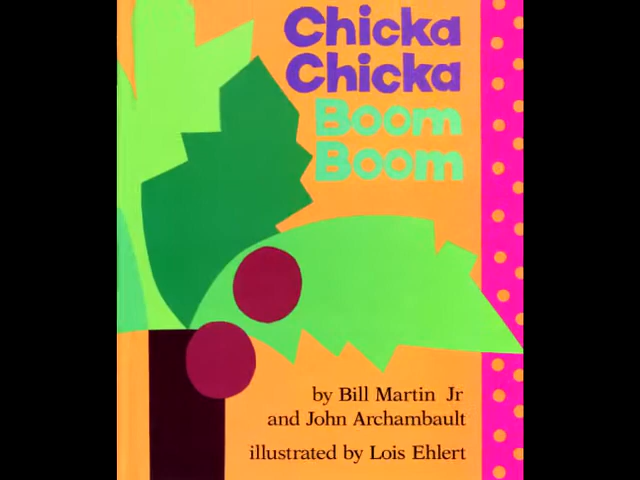 Chicka
Chicka
Boom
Boom
by Bill Martin Jr
and John Archambault
illustrated by Lois Ehlert